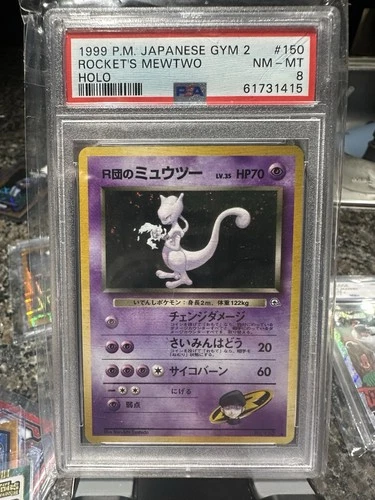 1999 P.M. JAPANESE GYM 2 #150
ROCKET'S MEWTWO NM-MT
HOLO PSA 8
61731415
R団のミュウツー LV.35 HP70
いでんしポケモン:身長2m、体重122kg
チェンジダメージ
さいみんはどう 20
サイコバーン 60
にげる
弱点